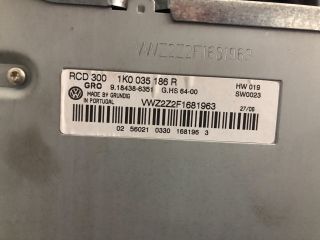 VWZ2Z2F1681963
RCD 300 1K0 035 186 R
GRO 9.18438-6351 G.HS 64-00 HW 019
MADE BY GRUNDIG SW0023
IN PORTUGAL VWZ2Z2F1681963 27/09
02 56021 0330 168196 3